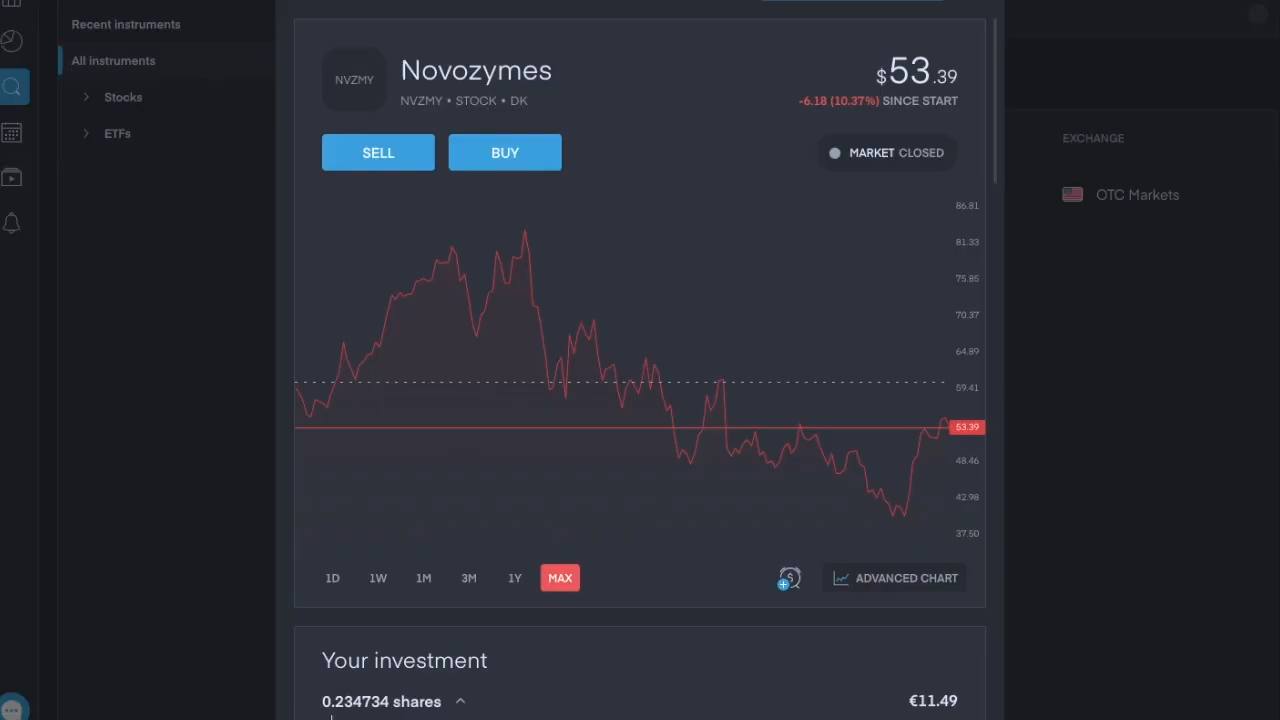 Recent instruments
All instruments
Stocks
ETFs
NVZMY
Novozymes
NVZMY • STOCK • DK
$53.39
-6.18 (10.37%) SINCE START
SELL
BUY
MARKET CLOSED
86.81
81.33
75.85
70.37
64.89
59.41
53.39
48.46
42.98
37.50
1D
1W
1M
3M
1Y
MAX
ADVANCED CHART
Your investment
0.234734 shares
€11.49
EXCHANGE
OTC Markets